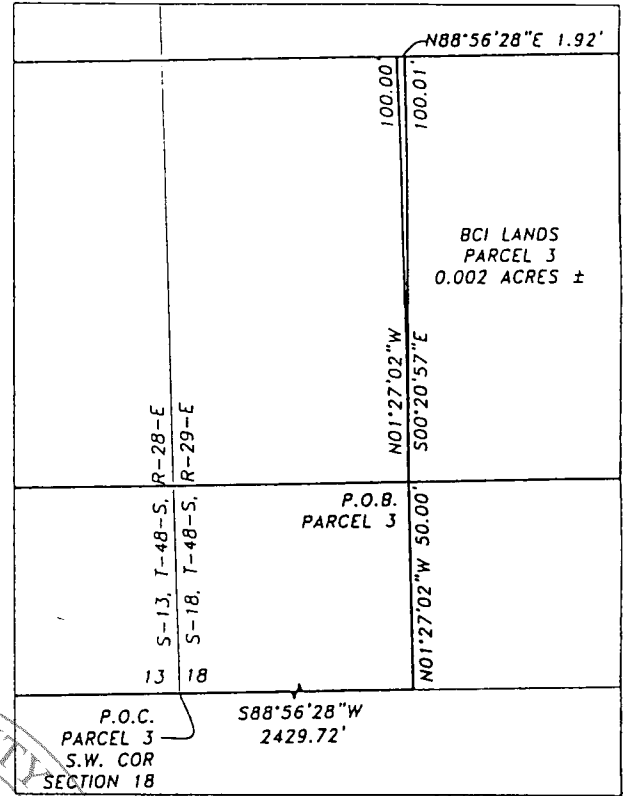 N88°56'28"E 1.92'
100.00'
100.01'
BCI LANDS
PARCEL 3
0.002 ACRES ±
N01°27'02"W
S00°20'57"E
S-13, T-48-S, R-28-E
S-18, T-48-S, R-29-E
P.O.B.
PARCEL 3
N01°27'02"W 50.00'
13
18
P.O.C.
PARCEL 3
S.W. COR
SECTION 18
S88°56'28"W
2429.72'